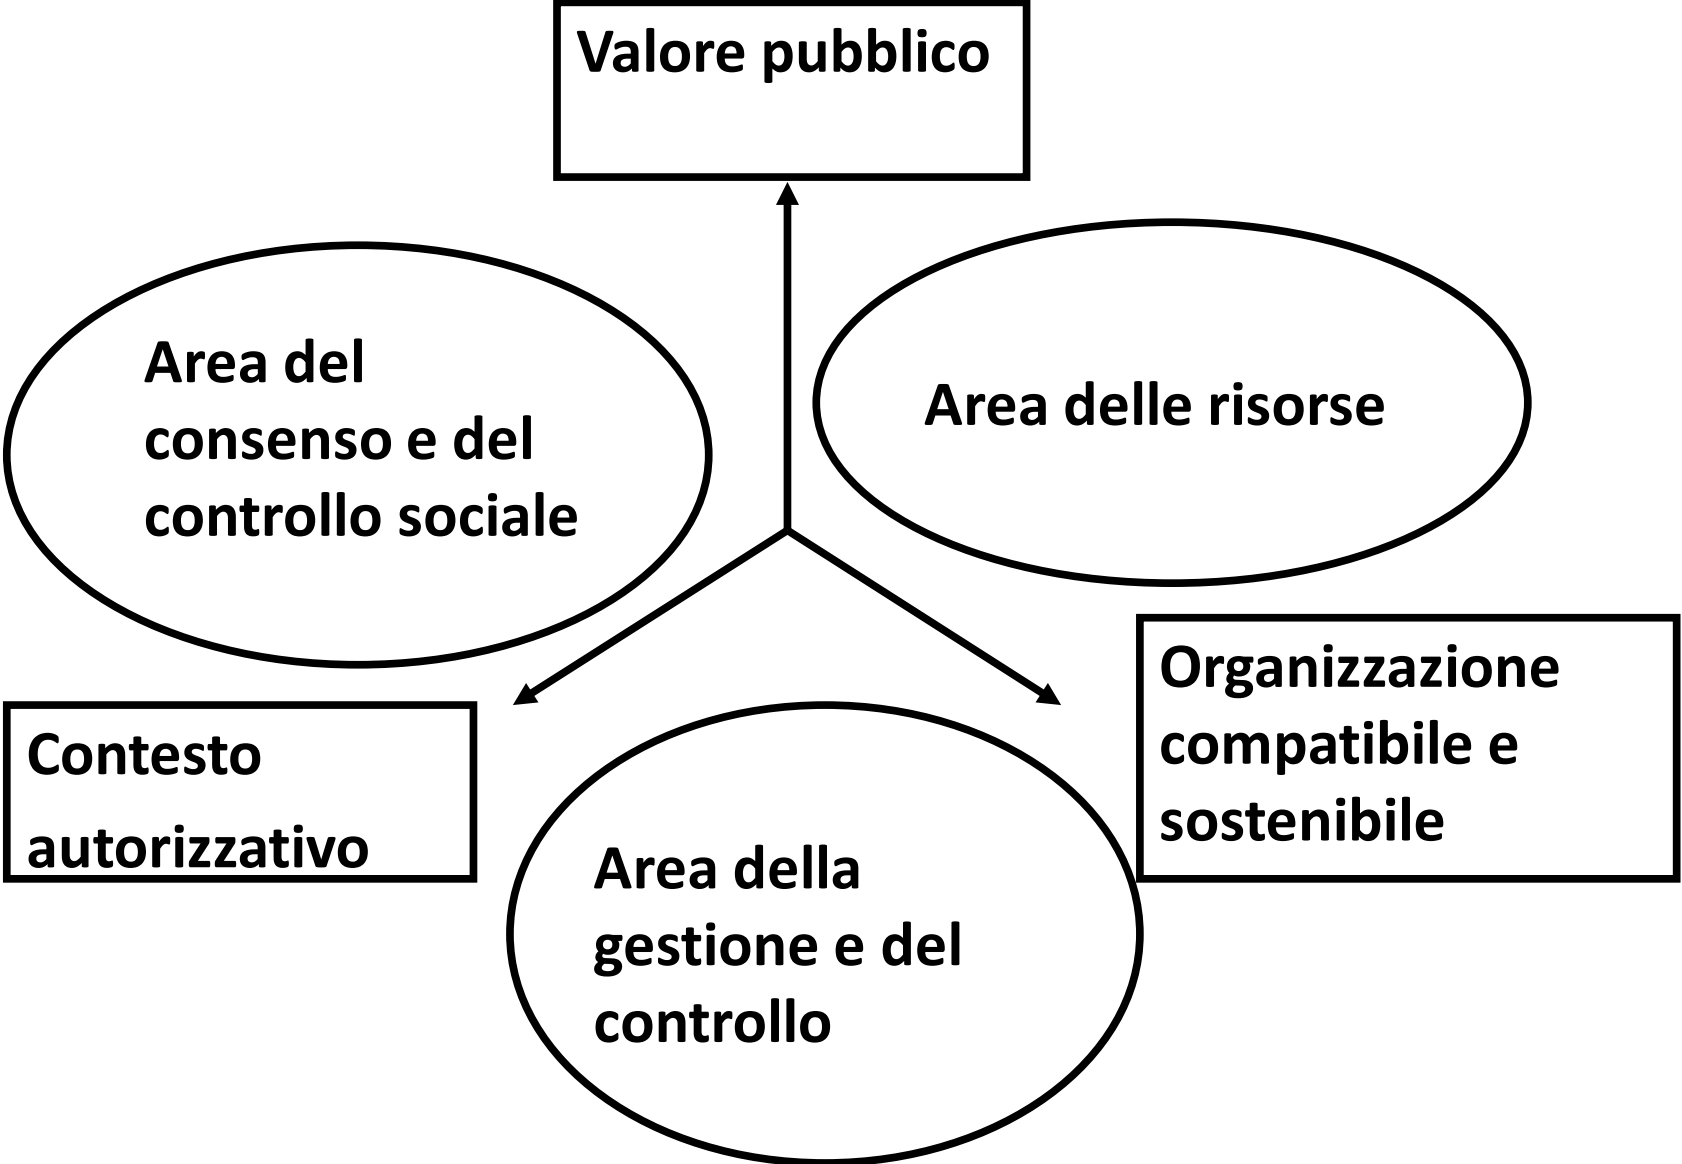 Valore pubblico
Area del
consenso e del
controllo sociale
Area delle risorse
Organizzazione
compatibile e
sostenibile
Contesto
autorizzativo
Area della
gestione e del
controllo